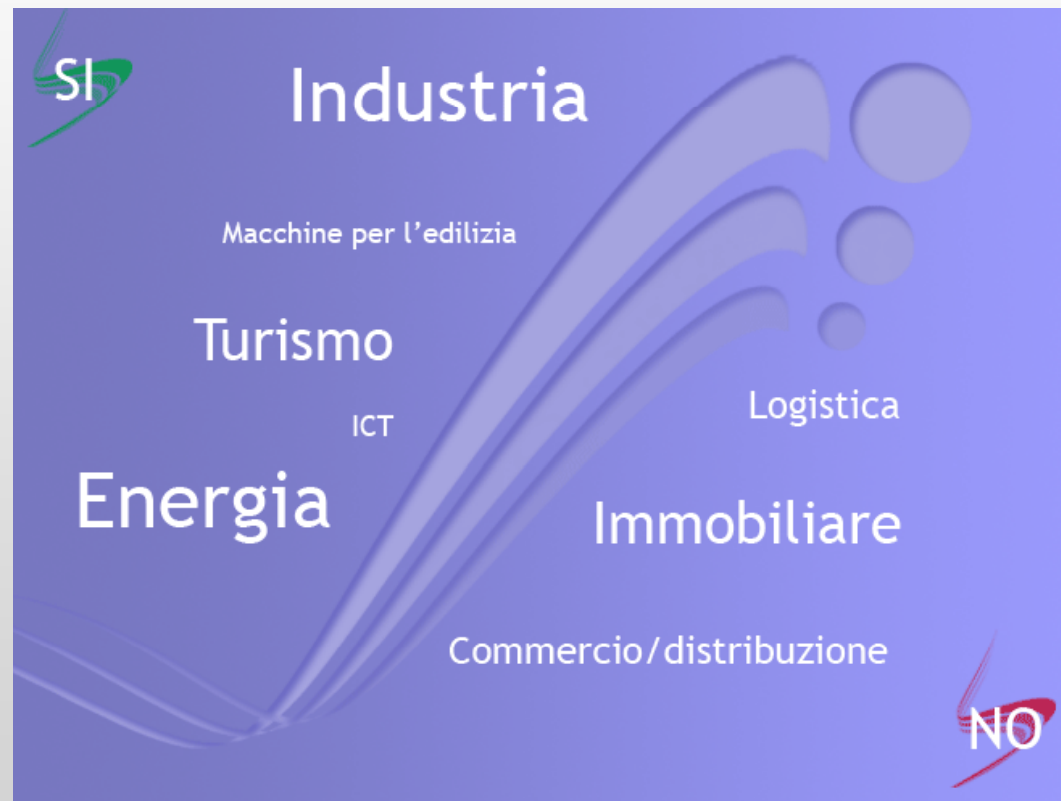 SI
Industria
Macchine per l'edilizia
Turismo
ICT
Logistica
Energia
Immobiliare
Commercio/distribuzione
NO